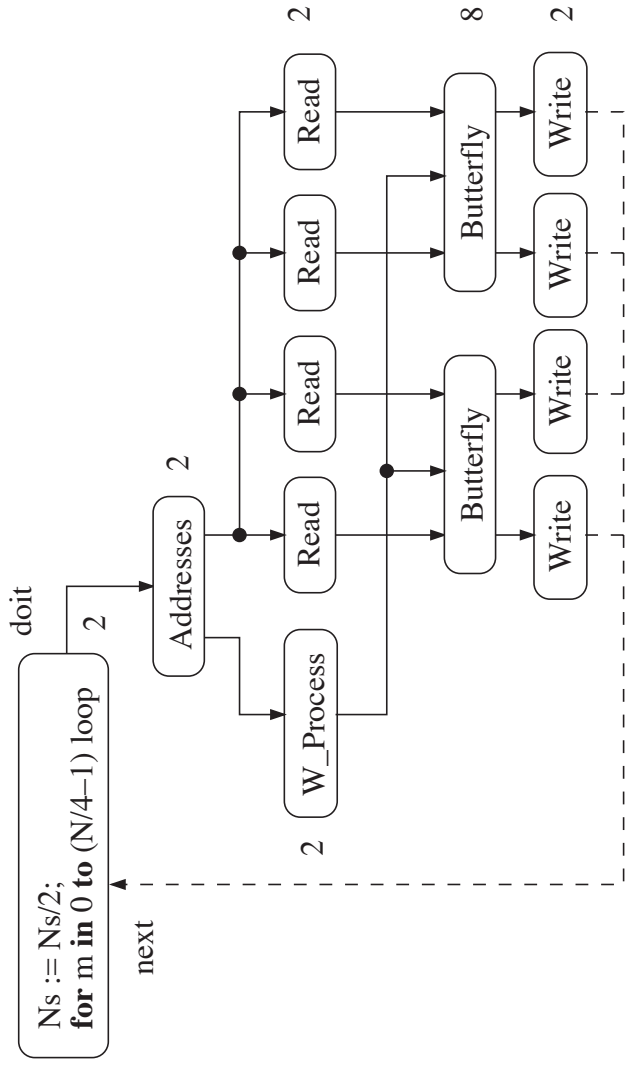 Ns := Ns/2;
for m in 0 to (N/4–1) loop
doit
2
next
Addresses
2
W_Process
2
Read
Read
Read
Read
2
Butterfly
Butterfly
8
Write
Write
Write
Write
2